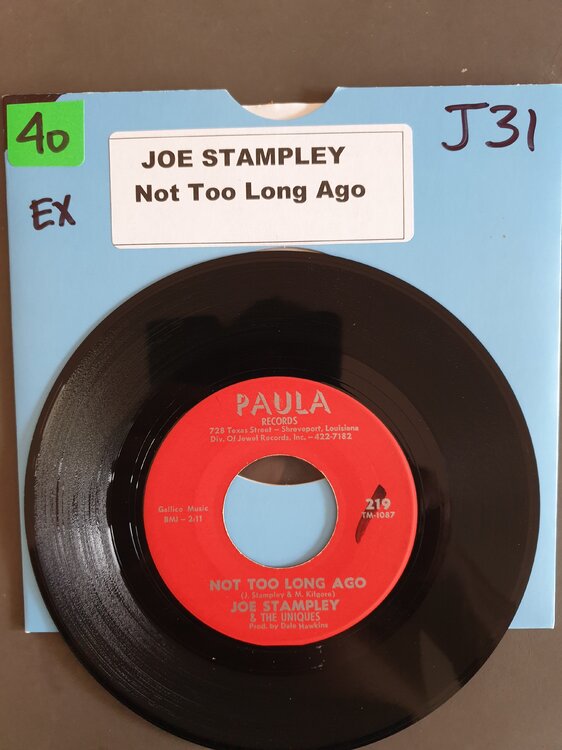 40
EX
JOE STAMPLEY
Not Too Long Ago
J31
PAULA
RECORDS
728 Texas Street - Shreveport, Louisiana
Div. Of Jewel Records, Inc. - 422-7182
Gallico Music
BMI - 2:11
219
TM-1087
NOT TOO LONG AGO
(J. Stampley & M. Kilgore)
JOE STAMPLEY
& THE UNIQUES
Prod. by Dale Hawkins